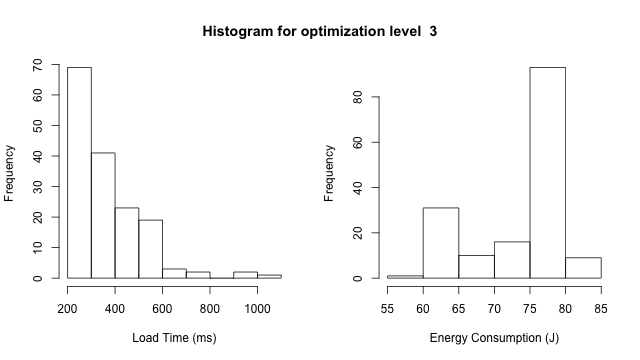 Histogram for optimization level 3
Frequency
0 10 20 30 40 50 60 70
200 400 600 800 1000
Load Time (ms)
Frequency
0 20 40 60 80
55 60 65 70 75 80 85
Energy Consumption (J)